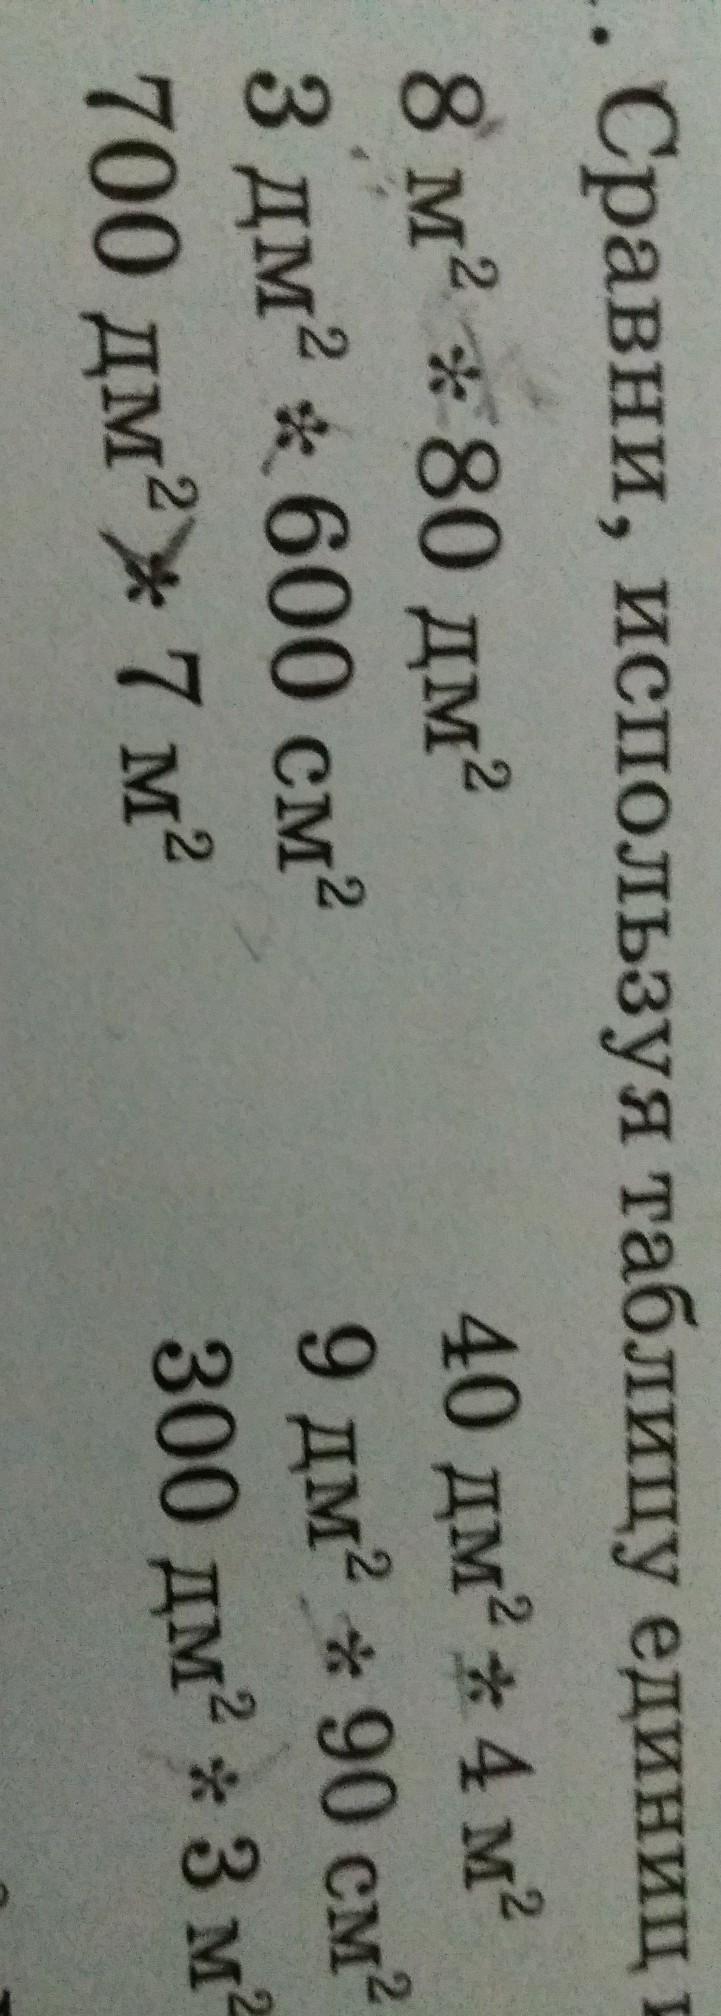 Сравни, используя таблицу единиц
8 м² * 80 дм² 40 дм² * 4 м²
3 дм² * 600 см² 9 дм² * 90 см²
700 дм² * 7 м² 300 дм² * 3 м²